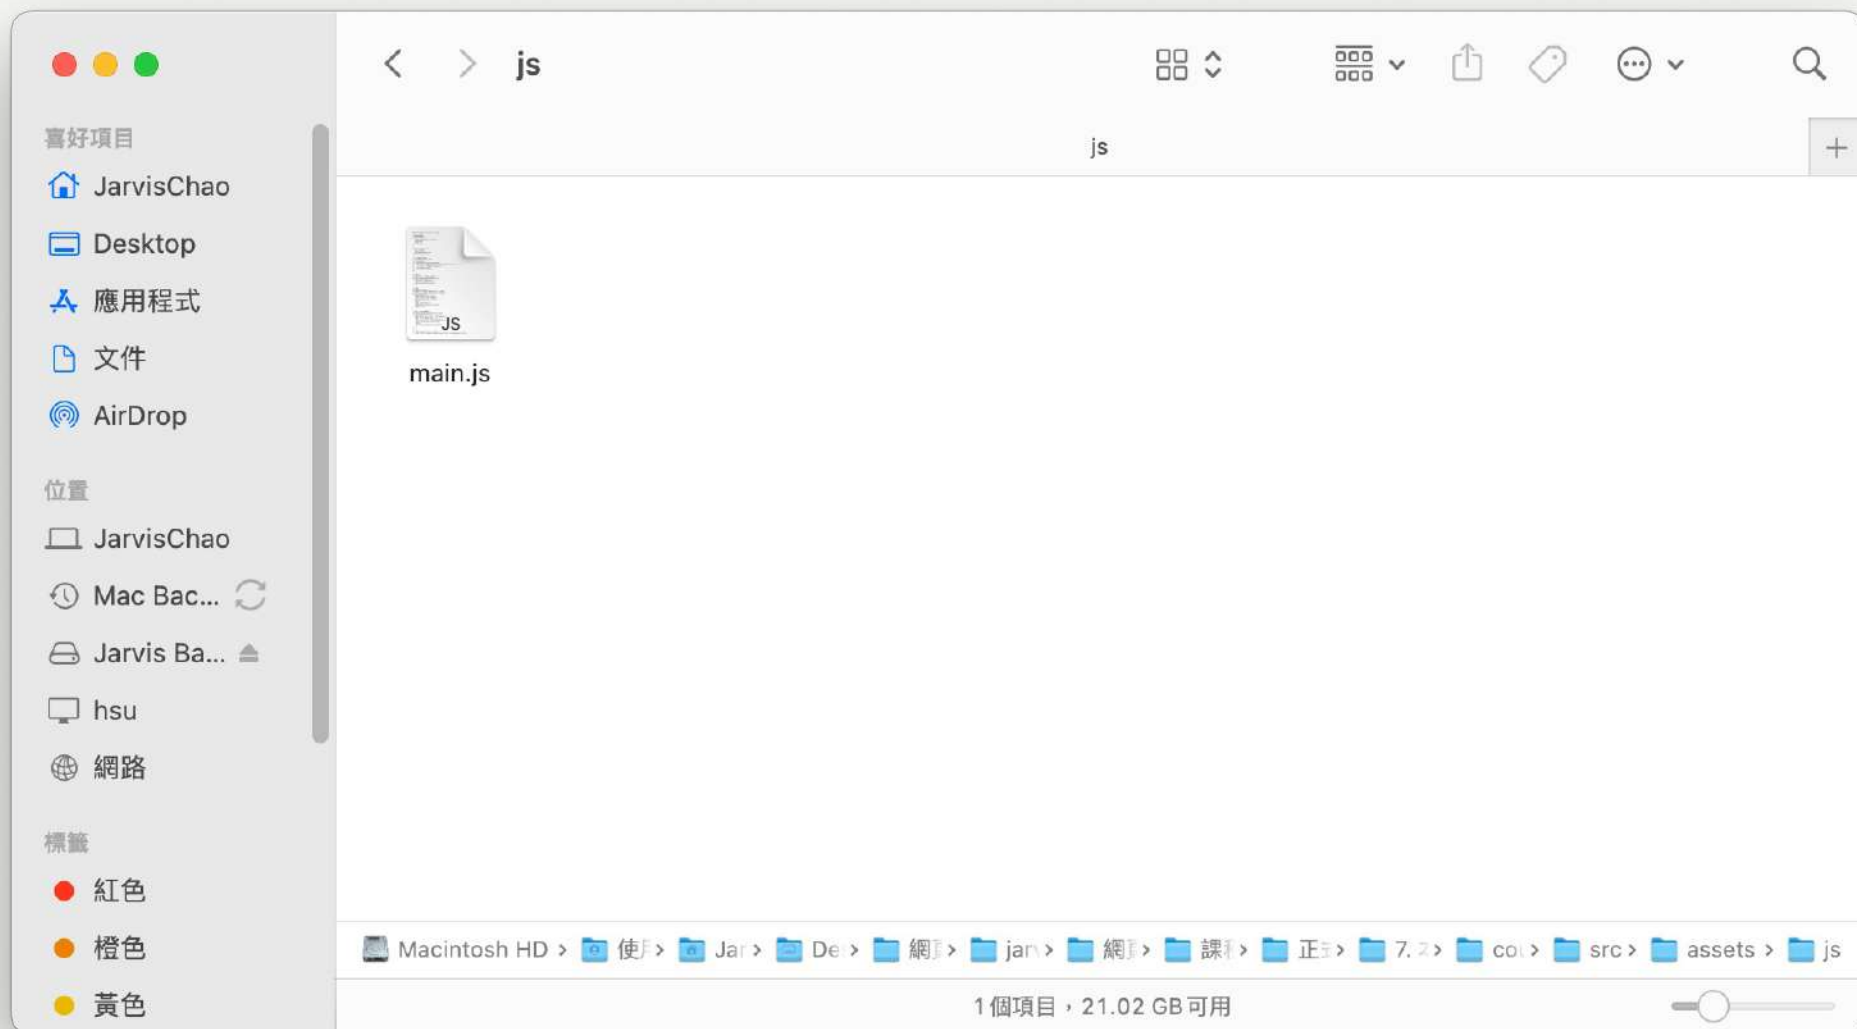 js
js
喜好項目
JarvisChao
Desktop
應用程式
文件
AirDrop
位置
JarvisChao
Mac Bac...
Jarvis Ba...
hsu
網路
標籤
紅色
橙色
黃色
JS
main.js
Macintosh HD › 使 › Jar › De › 網 › jar › 網 › 課 › 正 › 7. › co › src › assets › js
1 個項目，21.02 GB 可用